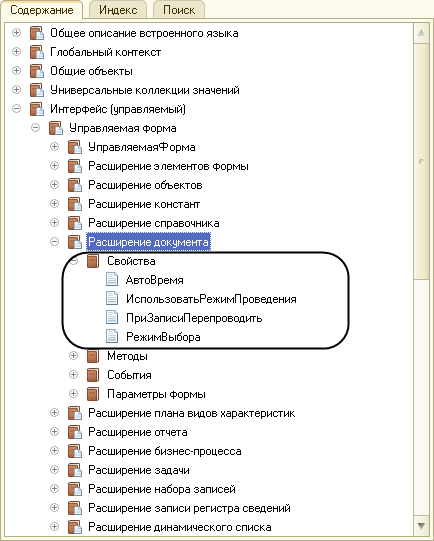 Содержание Индекс Поиск
Общее описание встроенного языка
Глобальный контекст
Общие объекты
Универсальные коллекции значений
Интерфейс (управляемый)
Управляемая форма
УправляемаяФорма
Расширение элементов формы
Расширение объектов
Расширение констант
Расширение справочника
Расширение документа
Свойства
АвтоВремя
ИспользоватьРежимПроведения
ПриЗаписиПерепроводить
РежимВыбора
Методы
События
Параметры формы
Расширение плана видов характеристик
Расширение отчета
Расширение бизнес-процесса
Расширение задачи
Расширение набора записей
Расширение записи регистра сведений
Расширение динамического списка